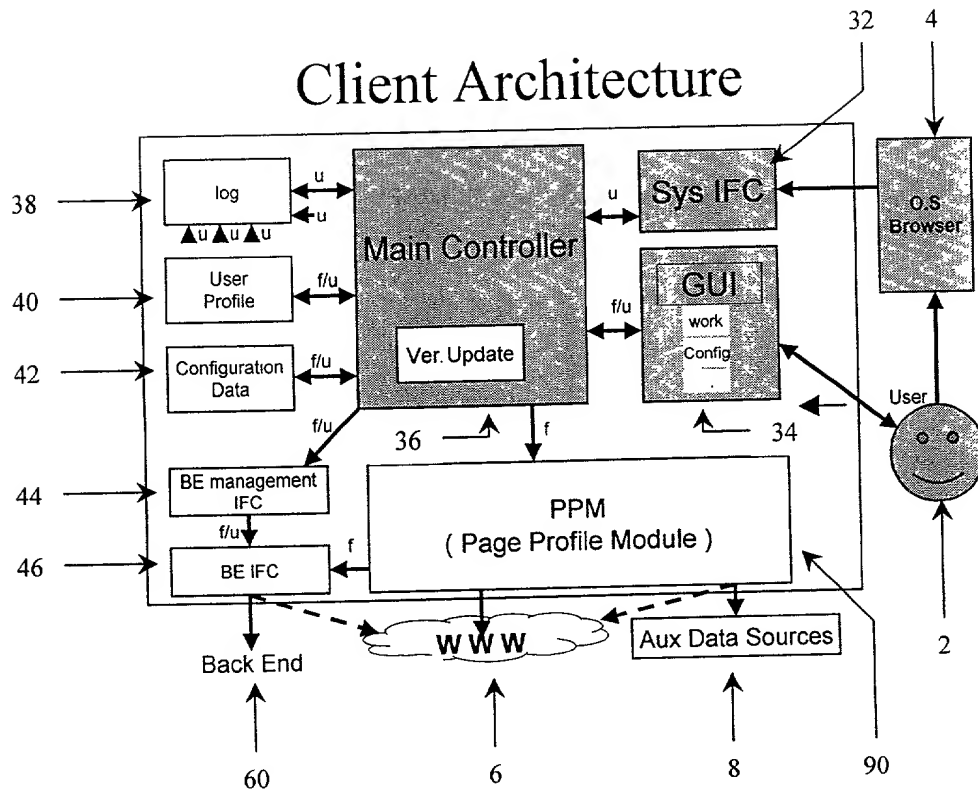 32
4
Client Architecture
38
log
u
u
u
u
u
Main Controller
u
Sys IFC
O.S
Browser
40
User
Profile
f/u
f/u
GUI
work
Config
42
Configuration
Data
f/u
Ver. Update
f/u
36
f
34
User
44
BE management
IFC
f/u
PPM
( Page Profile Module )
46
BE IFC
f
Back End
W W W
Aux Data Sources
2
60
6
8
90